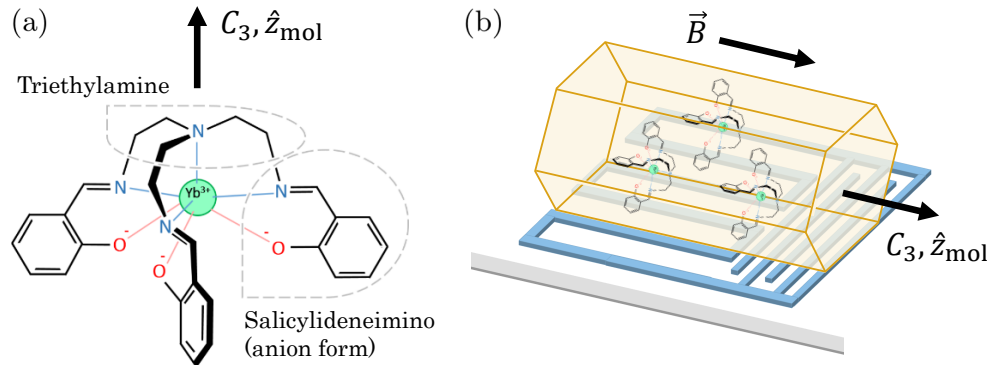 (a)
C₃, ẑmol
Triethylamine
N
N
N
N
Yb³⁺
O⁻
O⁻
O⁻
Salicylideneimino
(anion form)
(b)
B⃗
C₃, ẑmol